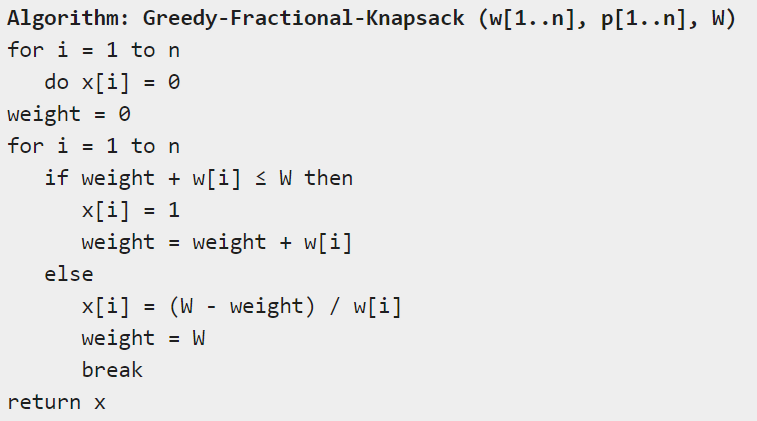 Algorithm: Greedy-Fractional-Knapsack (w[1..n], p[1..n], W)
for i = 1 to n
   do x[i] = 0
weight = 0
for i = 1 to n
   if weight + w[i] ≤ W then
      x[i] = 1
      weight = weight + w[i]
   else
      x[i] = (W - weight) / w[i]
      weight = W
      break
return x